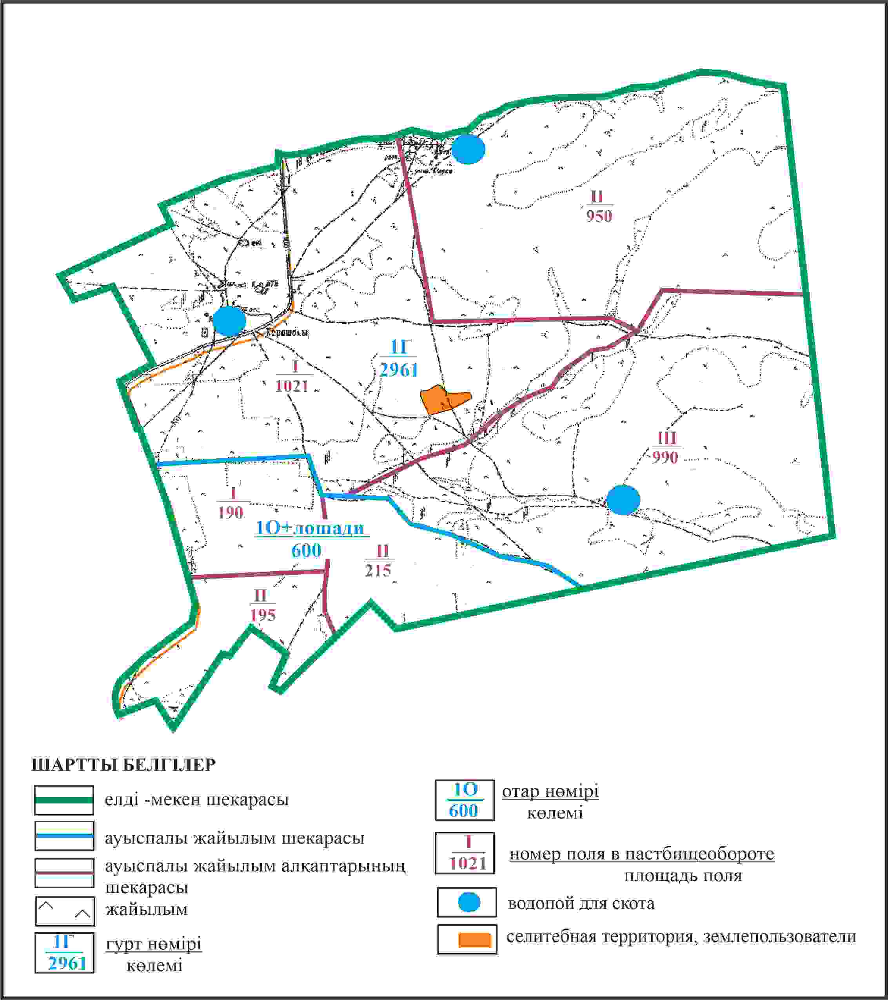 II
950
1Г
2961
I
1021
III
990
I
190
1О+лошади
600
II
215
II
195
ШАРТТЫ БЕЛГІЛЕР
елді -мекен шекарасы
ауыспалы жайылым шекарасы
ауыспалы жайылым алқаптарының
шекарасы
жайылым
1Г
2961
гурт нөмірі
көлемі
1О
600
отар нөмірі
көлемі
I
1021
номер поля в пастбищеобороте
площадь поля
водопой для скота
селитебная территория, землепользователи